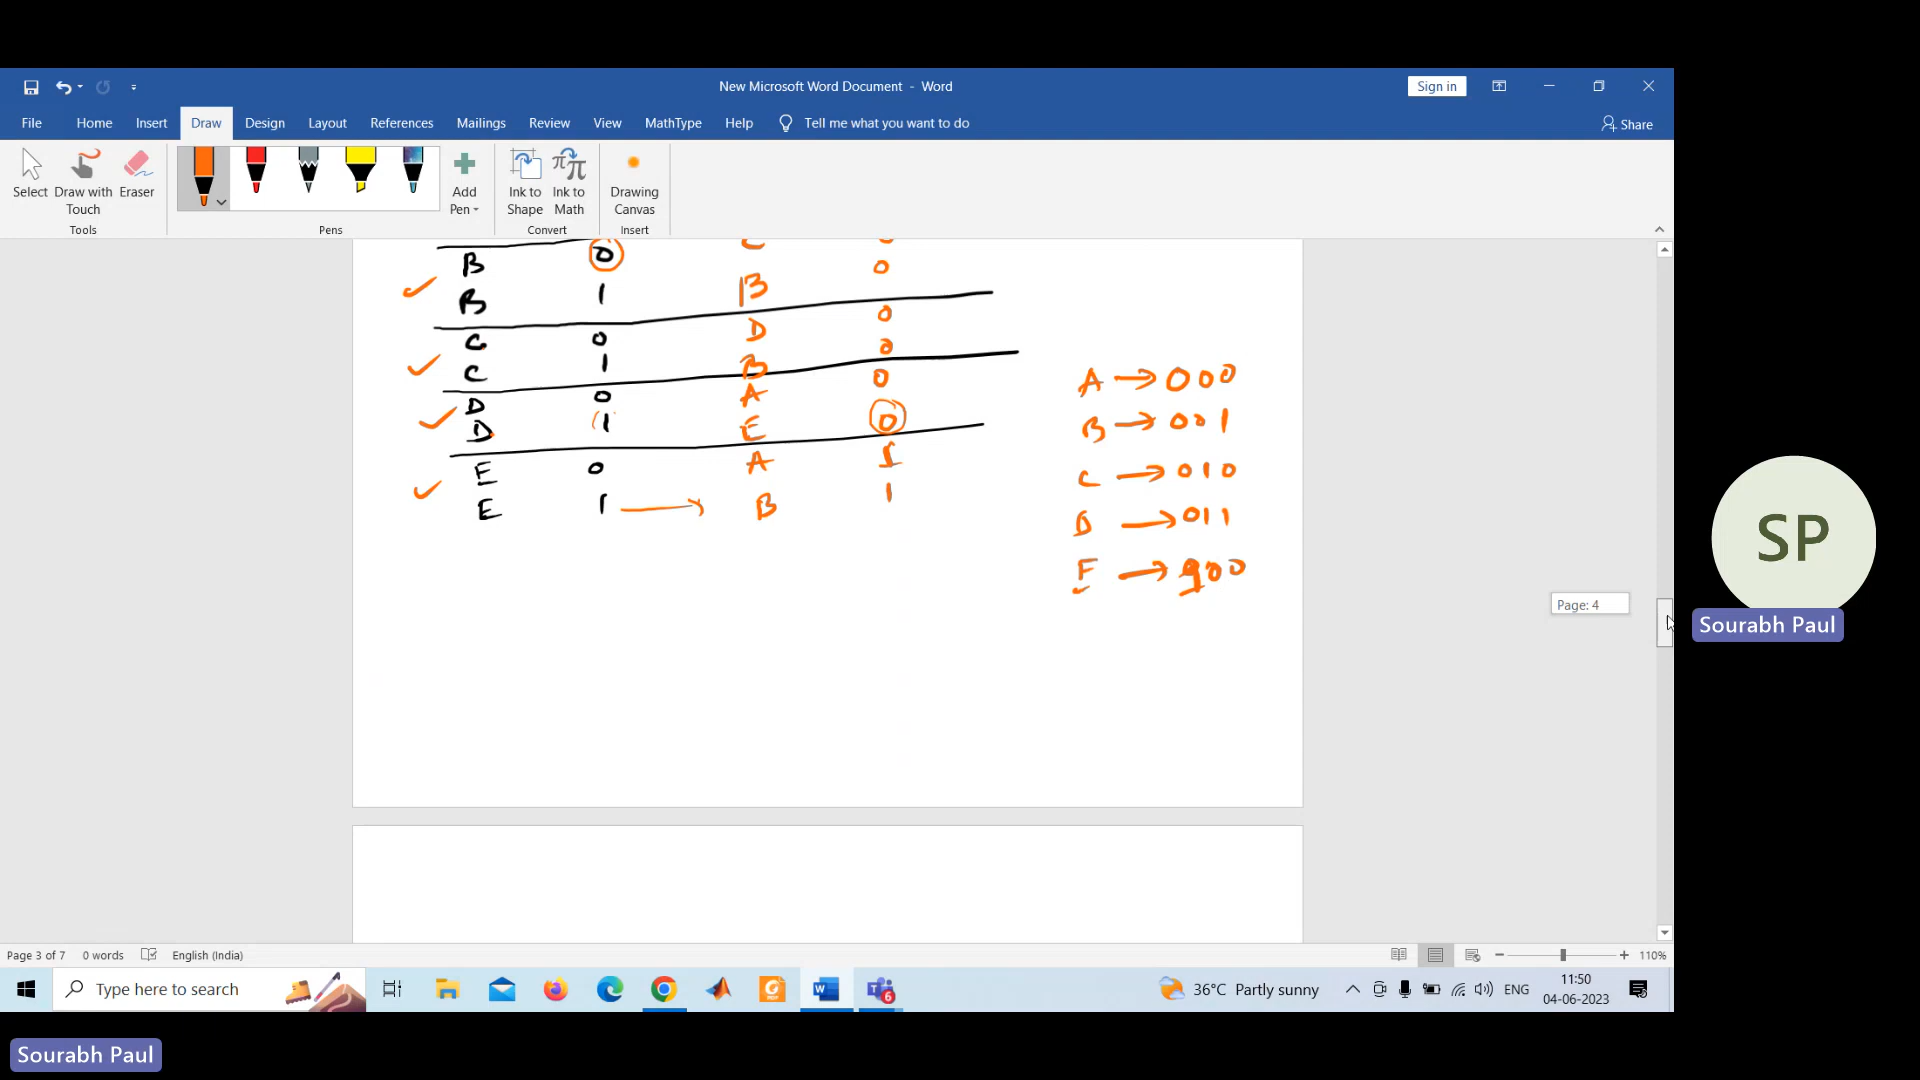 New Microsoft Word Document - Word
Sign in
File Home Insert Draw Design Layout References Mailings Review View MathType Help Tell me what you want to do
Share
Select Draw with Touch Eraser
Add Pen
Ink to Shape Ink to Math
Drawing Canvas
Tools Pens Convert Insert
B 0 0
B 1 B
C 0 D 0
C 1 B 0
D 0 A 0
D 1 E 0
E 0 A 1
E 1 → B 1
A → 000
B → 001
C → 010
D → 011
E → 100
Page: 4
SP
Sourabh Paul
Page 3 of 7 0 words English (India)
110%
Type here to search
6
36°C Partly sunny
ENG
11:50
04-06-2023
Sourabh Paul